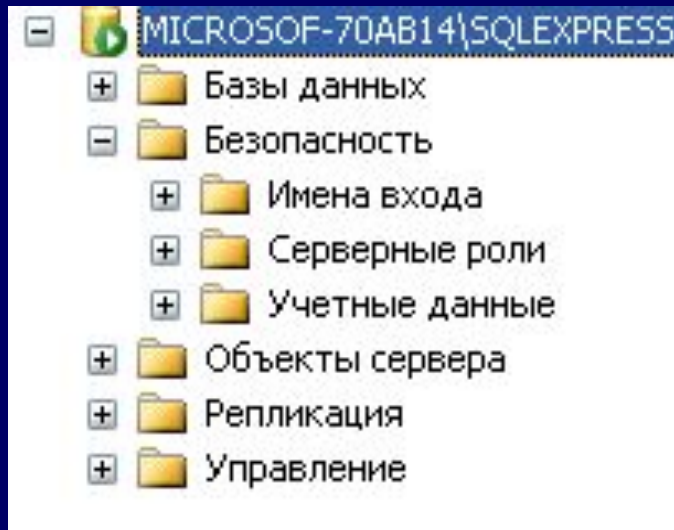 MICROSOF-70AB14\SQLEXPRESS
Базы данных
Безопасность
Имена входа
Серверные роли
Учетные данные
Объекты сервера
Репликация
Управление